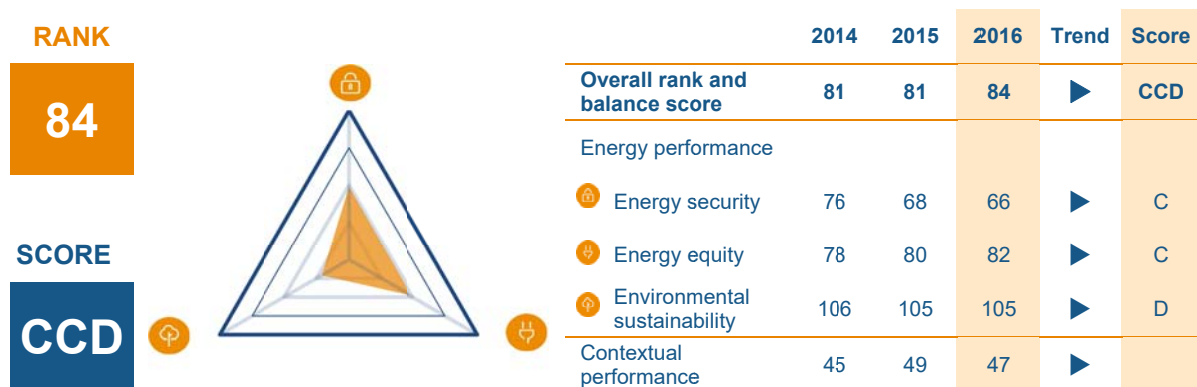 RANK
84
SCORE
CCD
2014 2015 2016 Trend Score
Overall rank and
balance score 81 81 84 CCD
Energy performance
Energy security 76 68 66 C
Energy equity 78 80 82 C
Environmental
sustainability 106 105 105 D
Contextual
performance 45 49 47